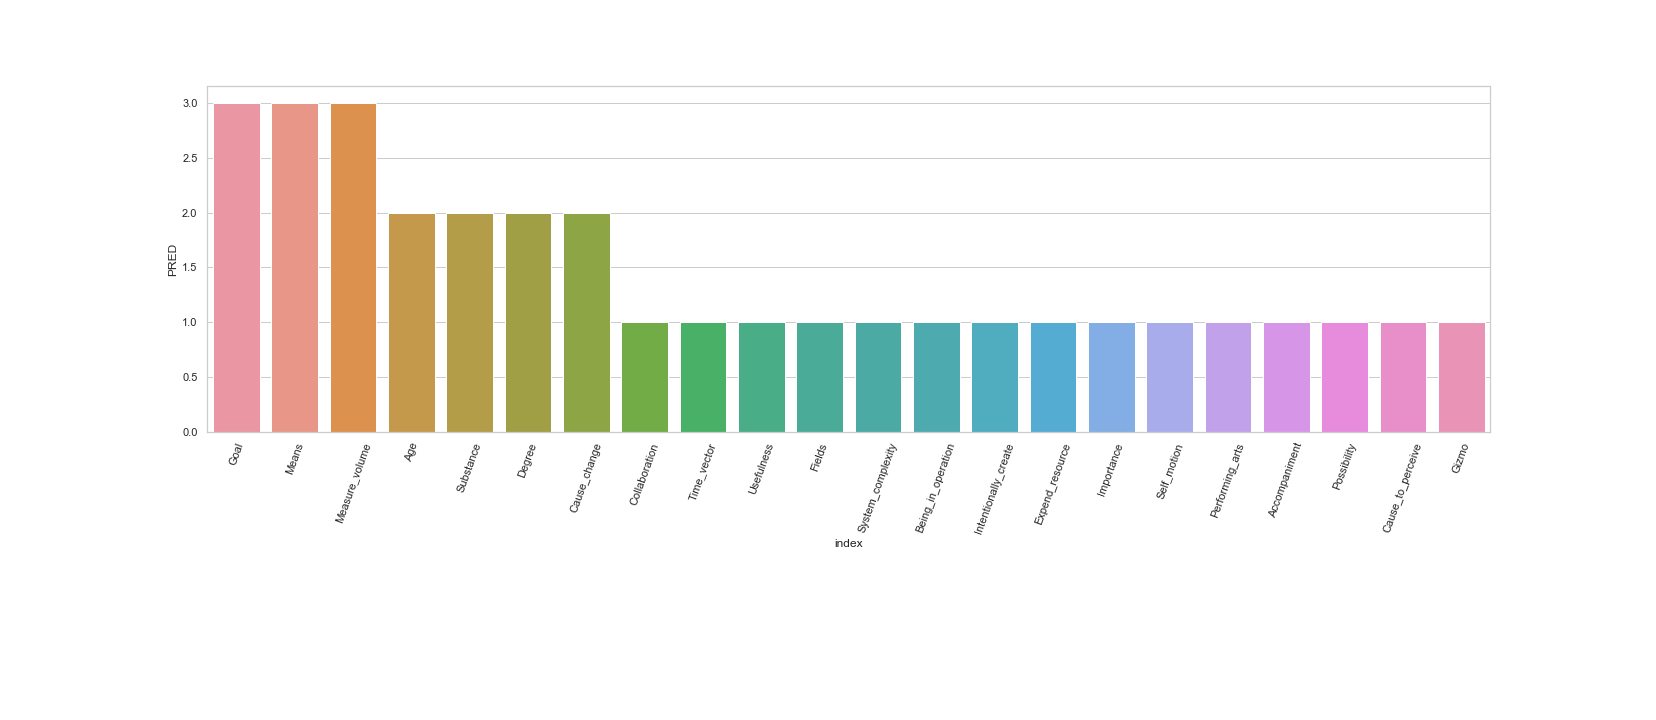 3.0
2.5
2.0
1.5
1.0
0.5
0.0
PRED
Goal
Means
Measure_volume
Age
Substance
Degree
Cause_change
Collaboration
Time_vector
Usefulness
Fields
System_complexity
Being_in_operation
Intentionally_create
Expend_resource
Importance
Self_motion
Performing_arts
Accompaniment
Possibility
Cause_to_perceive
Gizmo
index